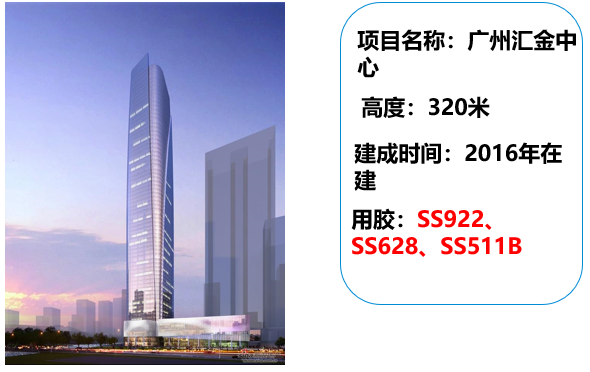 项目名称：广州汇金中
心
高度：320米
建成时间：2016年在
建
用胶：SS922、
SS628、SS511B